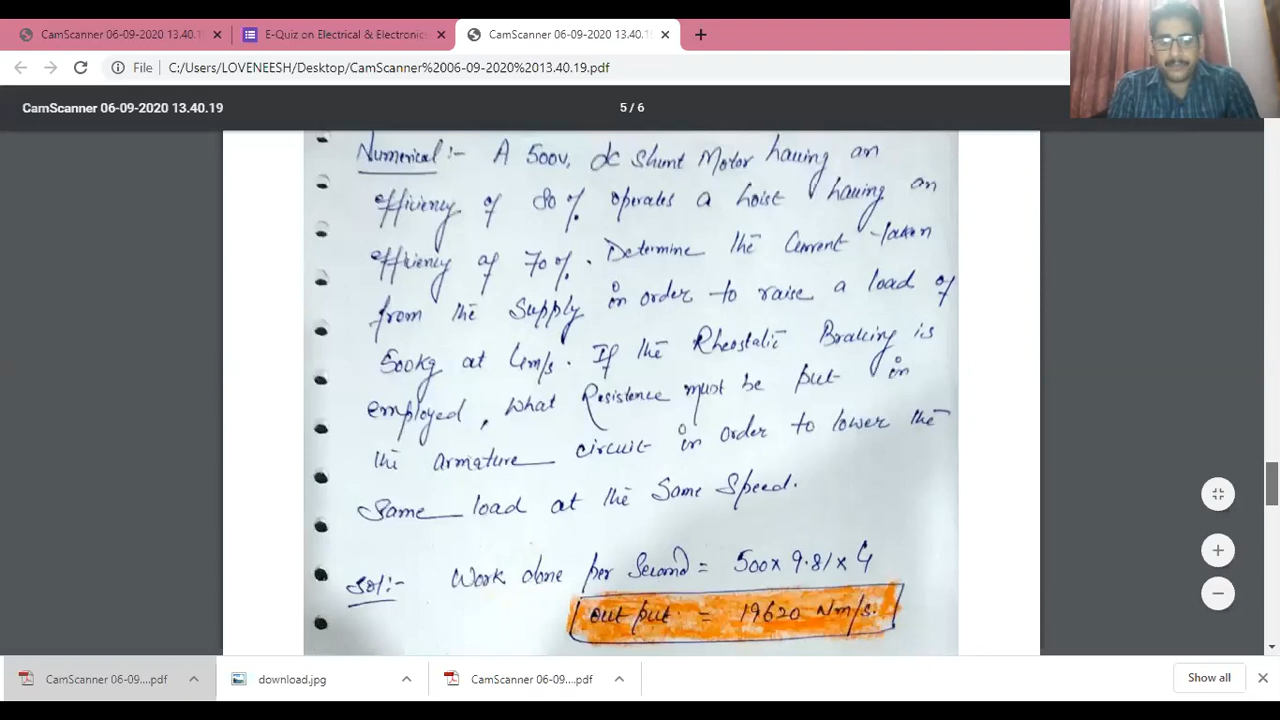 CamScanner 06-09-2020 13.40.1
E-Quiz on Electrical & Electronics
CamScanner 06-09-2020 13.40.19.
File C:/Users/LOVENEESH/Desktop/CamScanner%2006-09-2020%2013.40.19.pdf
CamScanner 06-09-2020 13.40.19
5 / 6
Numerical:- A 500V, dc Shunt Motor having an
efficiency of 80% operates a hoist having an
efficiency of 70%. Determine the Current taken
from the Supply in order to raise a load of
500kg at 4m/s. If the Rheostatic Braking is
employed, what Resistence must be put in
the armature circuit in order to lower the
Same load at the Same Speed.
Sol:- Work done per Second = 500 x 9.81 x 4
out put = 19620 Nm/s.
CamScanner 06-09....pdf
download.jpg
CamScanner 06-09....pdf
Show all